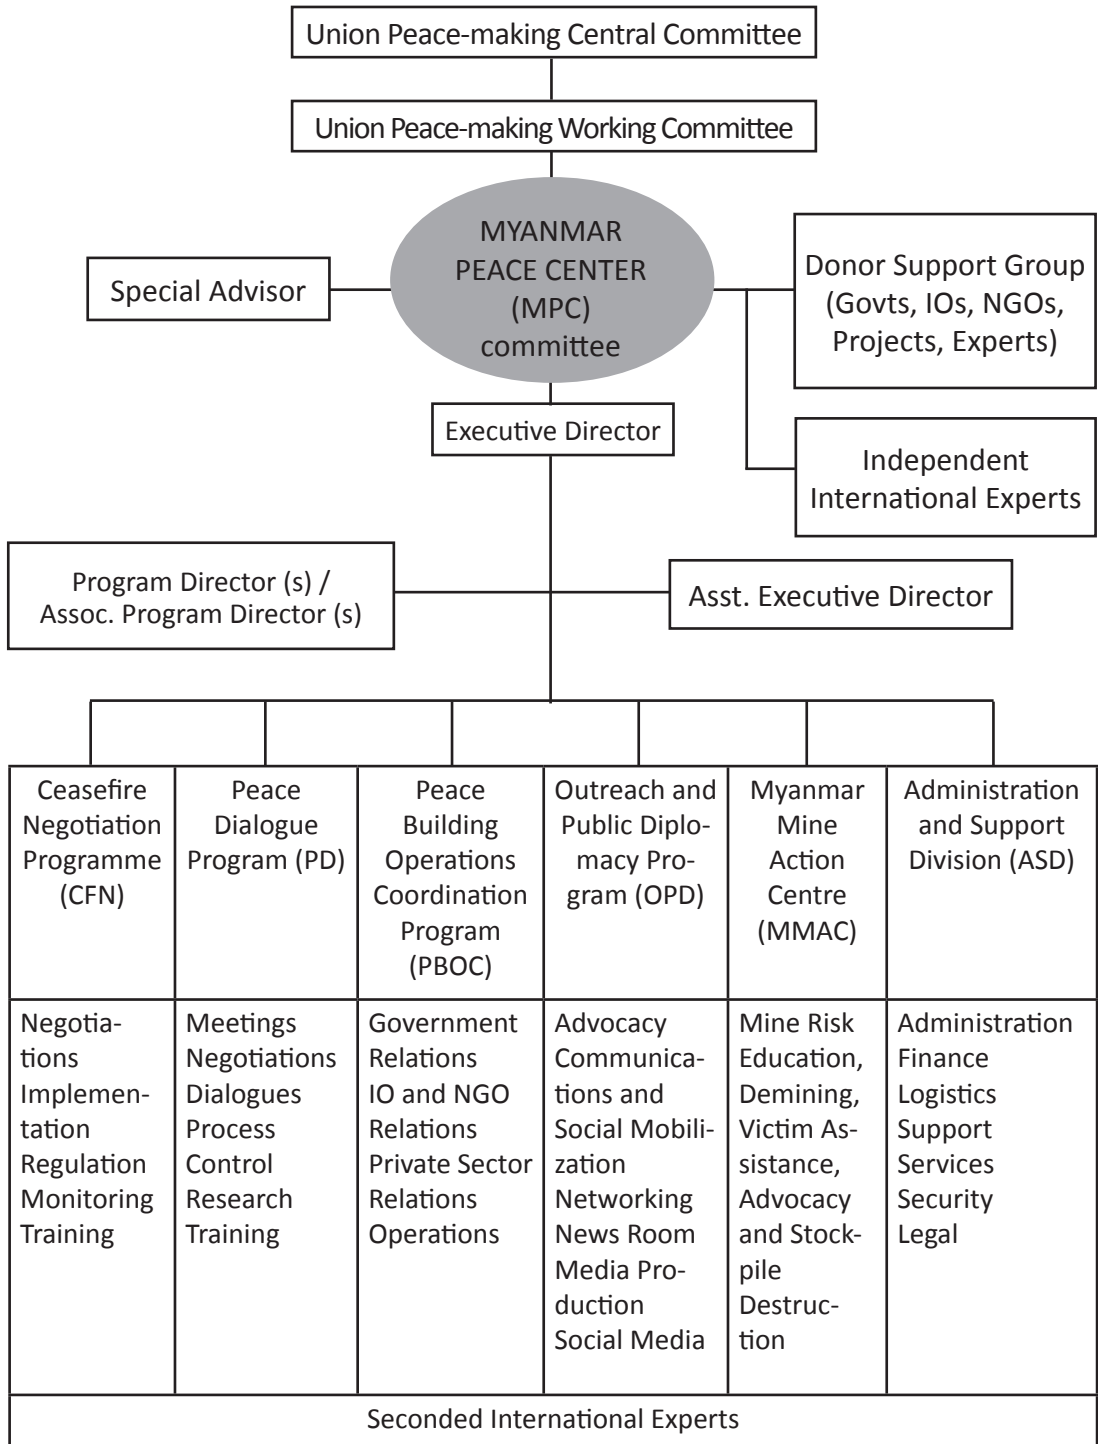 Union Peace-making Central Committee
Union Peace-making Working Committee
MYANMAR
PEACE CENTER
(MPC)
committee
Special Advisor
Donor Support Group
(Govts, IOs, NGOs,
Projects, Experts)
Executive Director
Independent
International Experts
Program Director (s) /
Assoc. Program Director (s)
Asst. Executive Director
Ceasefire
Negotiation
Programme
(CFN)
Peace
Dialogue
Program (PD)
Peace
Building
Operations
Coordination
Program
(PBOC)
Outreach and
Public Diplo-
macy Pro-
gram (OPD)
Myanmar
Mine
Action
Centre
(MMAC)
Administration
and Support
Division (ASD)
Negotia-
tions
Implemen-
tation
Regulation
Monitoring
Training
Meetings
Negotiations
Dialogues
Process
Control
Research
Training
Government
Relations
IO and NGO
Relations
Private Sector
Relations
Operations
Advocacy
Communica-
tions and
Social Mobili-
zation
Networking
News Room
Media Pro-
duction
Social Media
Mine Risk
Education,
Demining,
Victim As-
sistance,
Advocacy
and Stock-
pile
Destruc-
tion
Administration
Finance
Logistics
Support
Services
Security
Legal
Seconded International Experts